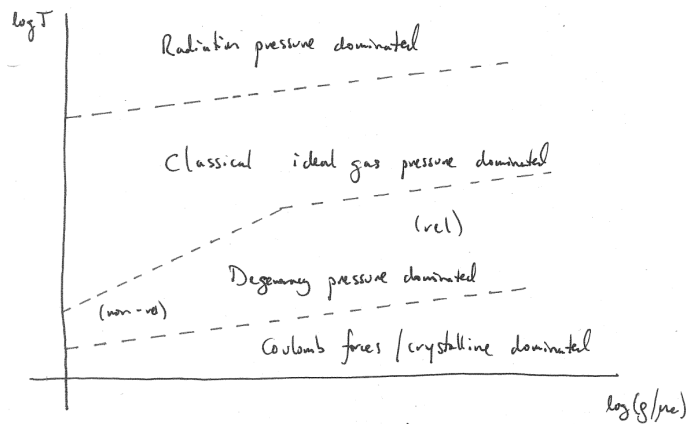 log T
Radiation pressure dominated
Classical ideal gas pressure dominated
(rel)
Degeneracy pressure dominated
(non-rel)
Coulomb forces / crystalline dominated
log(ρ/μe)